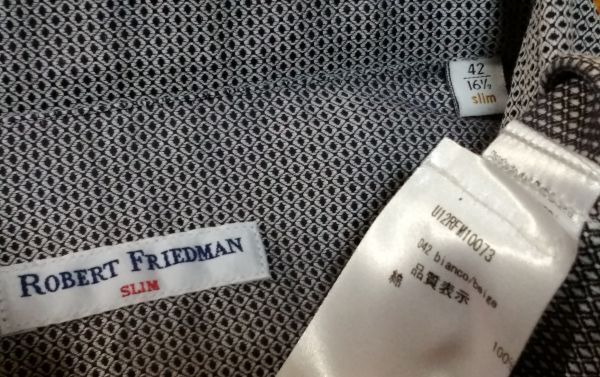 42
16½
slim
ROBERT FRIEDMAN
SLIM
U12RFW10073
042 bianco/beige
品質表示
綿
100%